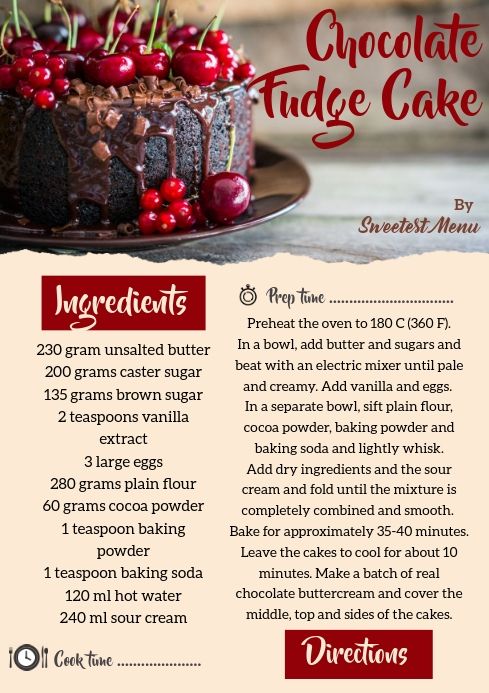 Chocolate
Fudge Cake
By
Sweetest Menu
Ingredients
230 gram unsalted butter
200 grams caster sugar
135 grams brown sugar
2 teaspoons vanilla
extract
3 large eggs
280 grams plain flour
60 grams cocoa powder
1 teaspoon baking
powder
1 teaspoon baking soda
120 ml hot water
240 ml sour cream
Cook time .....................
Prep time ...............................
Preheat the oven to 180 C (360 F).
In a bowl, add butter and sugars and
beat with an electric mixer until pale
and creamy. Add vanilla and eggs.
In a separate bowl, sift plain flour,
cocoa powder, baking powder and
baking soda and lightly whisk.
Add dry ingredients and the sour
cream and fold until the mixture is
completely combined and smooth.
Bake for approximately 35-40 minutes.
Leave the cakes to cool for about 10
minutes. Make a batch of real
chocolate buttercream and cover the
middle, top and sides of the cakes.
Directions